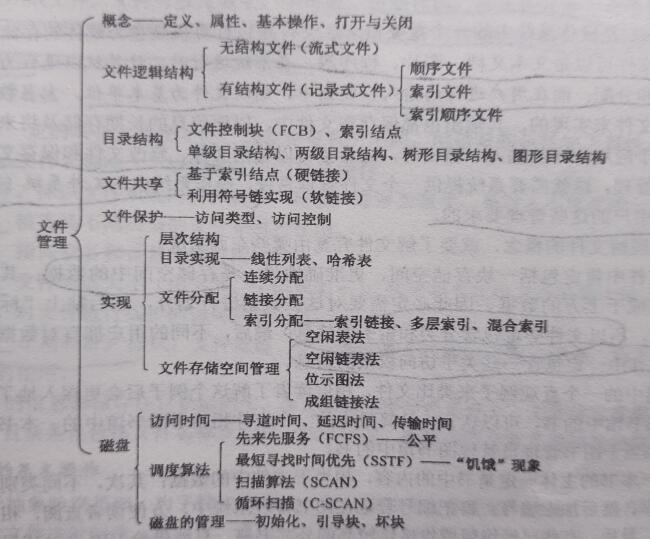 概念——定义、属性、基本操作、打开与关闭
无结构文件（流式文件）
文件逻辑结构
顺序文件
有结构文件（记录式文件）
索引文件
索引顺序文件
文件控制块（FCB）、索引结点
目录结构
单级目录结构、两级目录结构、树形目录结构、图形目录结构
基于索引结点（硬链接）
文件共享
利用符号链实现（软链接）
文件保护——访问类型、访问控制
文件
管理
层次结构
目录实现——线性列表、哈希表
连续分配
实现
文件分配
链接分配
索引分配——索引链接、多层索引、混合索引
空闲表法
空闲链表法
文件存储空间管理
位示图法
成组链接法
访问时间——寻道时间、延迟时间、传输时间
先来先服务（FCFS）——公平
磁盘
调度算法
最短寻找时间优先（SSTF）——“饥饿”现象
扫描算法（SCAN）
循环扫描（C-SCAN）
磁盘的管理——初始化、引导块、坏块